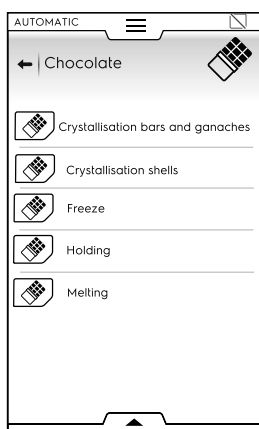 AUTOMATIC
Chocolate
Crystallisation bars and ganaches
Crystallisation shells
Freeze
Holding
Melting